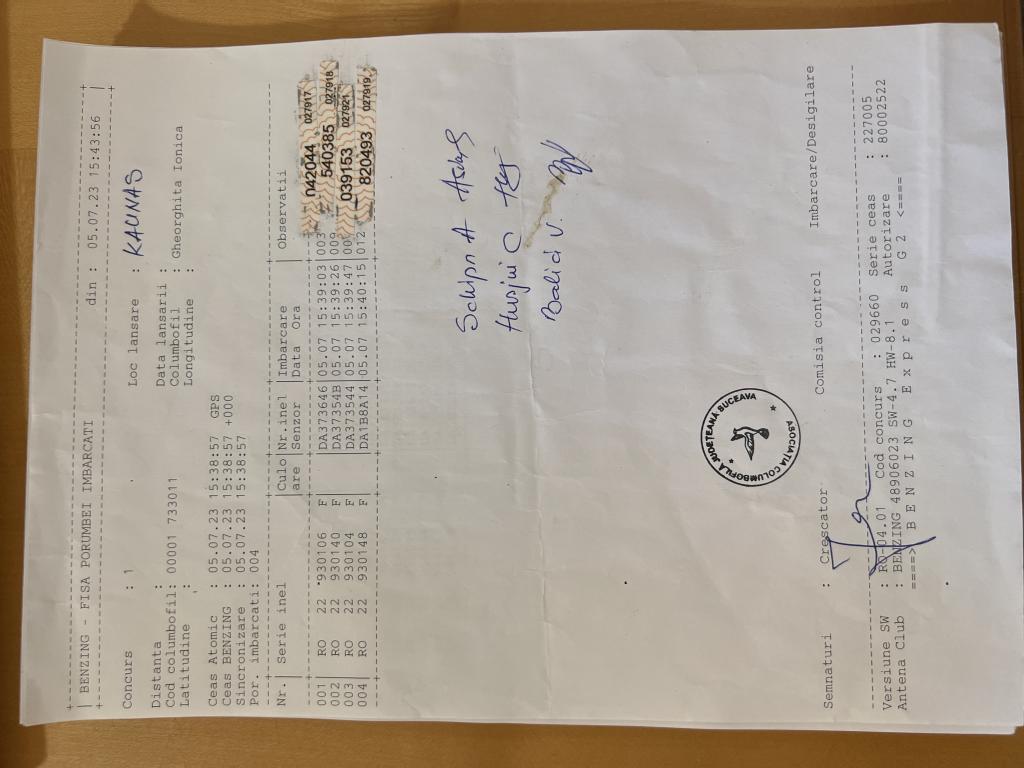 BENZING - FISA PORUMBEI IMBARCATI din : 05.07.23 15:43:56
Concurs : 1 Loc lansare : KAUNAS
Distanta : Data lansarii :
Cod columbofil: 00001 733011 Columbofil : Gheorghita Ionica
Latitudine : Longitudine :
Ceas Atomic : 05.07.23 15:38:57 GPS
Ceas BENZING : 05.07.23 15:38:57 +000
Sincronizare : 05.07.23 15:38:57
Por. imbarcati: 004
Nr. Serie inel Culo Nr.inel Imbarcare Observatii
are Senzor Data Ora
001 RO 22 930106 F DA373646 05.07 15:39:03 003 042044 027917
002 RO 22 930140 F DA37354B 05.07 15:39:26 009 540385 027918
003 RO 22 930104 F DA373544 05.07 15:39:47 039153 027921
004 RO 22 930148 F DA1B8A14 05.07 15:40:15 012 820493 027919
Schipn A
Balici V.
ASOCIATIA COLUMBOFILA JUDETEANA SUCEAVA
Semnaturi : Crescator Comisia control Imbarcare/Desigilare
Versiune SW : RO-04.01 Cod concurs : 029660 Serie ceas : 227005
Antena Club : BENZING 48906023 SW-4.7 HW-8.1 Autorizare : 80002522
====> B E N Z I N G E x p r e s s G 2 <====